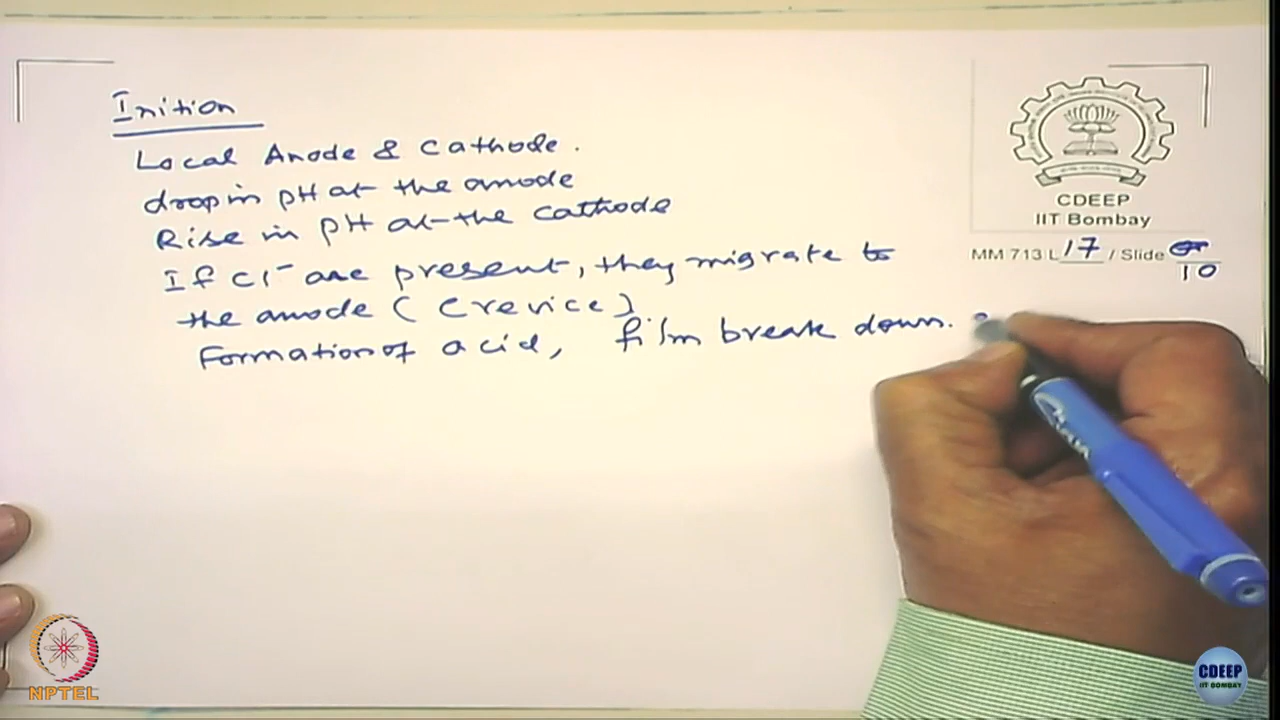 Inition
Local Anode & Cathode.
drop in pH at the anode
Rise in pH at the cathode
If Cl⁻ are present, they migrate to
the anode (Crevice)
Formation of acid, film break down.
CDEEP
IIT Bombay
MM 713 L 17 / Slide 10
NPTEL
CDEEP
IIT BOMBAY